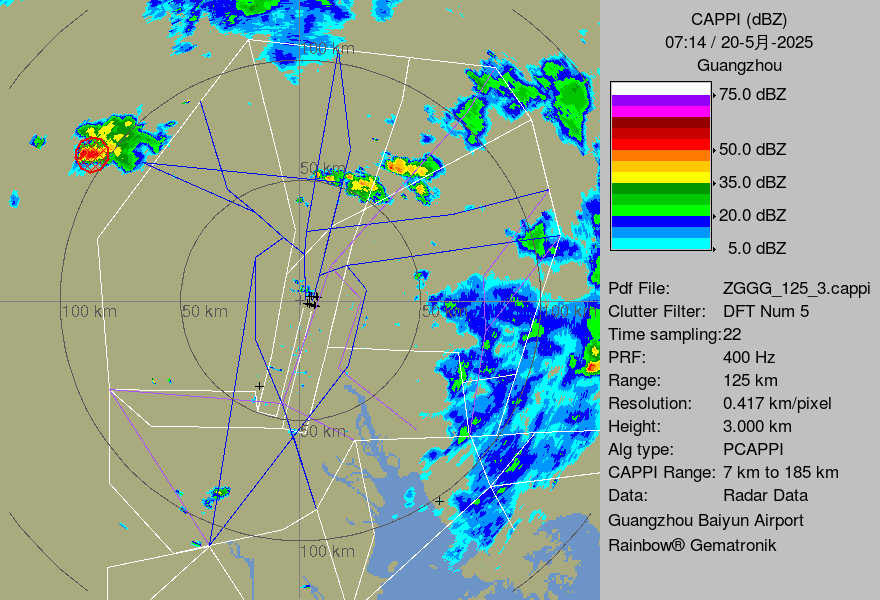 CAPPI (dBZ)
07:14 / 20-5月-2025
Guangzhou
75.0 dBZ
50.0 dBZ
35.0 dBZ
20.0 dBZ
5.0 dBZ
Pdf File: ZGGG_125_3.cappi
Clutter Filter: DFT Num 5
Time sampling:22
PRF: 400 Hz
Range: 125 km
Resolution: 0.417 km/pixel
Height: 3.000 km
Alg type: PCAPPI
CAPPI Range: 7 km to 185 km
Data: Radar Data
Guangzhou Baiyun Airport
Rainbow® Gematronik
100 km
50 km
100 km
50 km
50 km
100 km
50 km
100 km